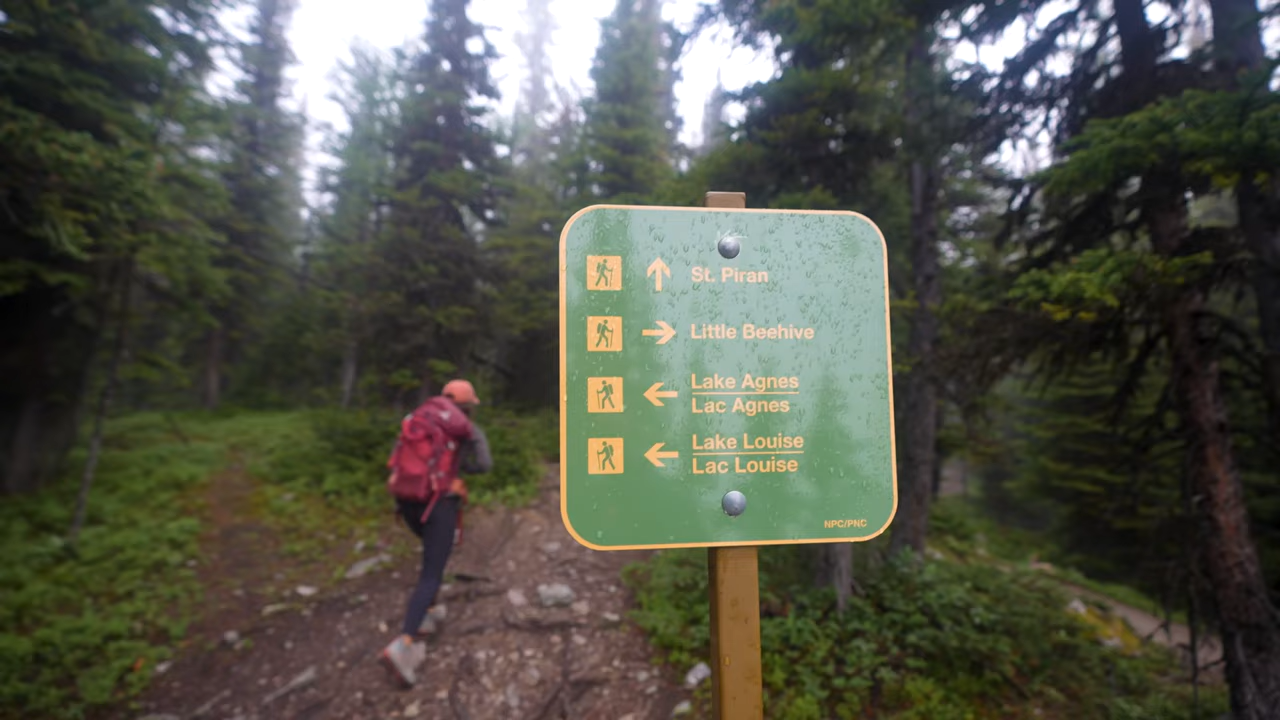 St. Piran
Little Beehive
Lake Agnes
Lac Agnes
Lake Louise
Lac Louise
NPC/PNC